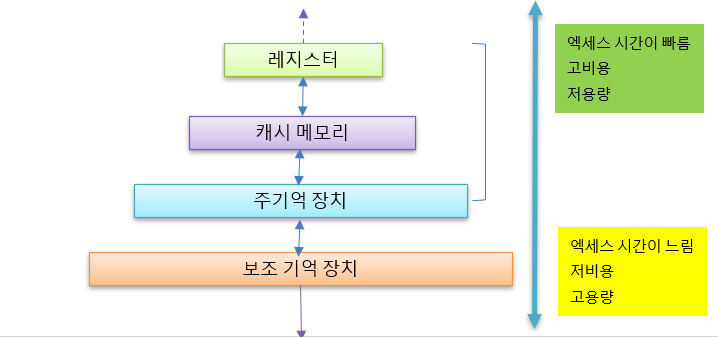 레지스터
캐시 메모리
주기억 장치
보조 기억 장치
엑세스 시간이 빠름
고비용
저용량
엑세스 시간이 느림
저비용
고용량